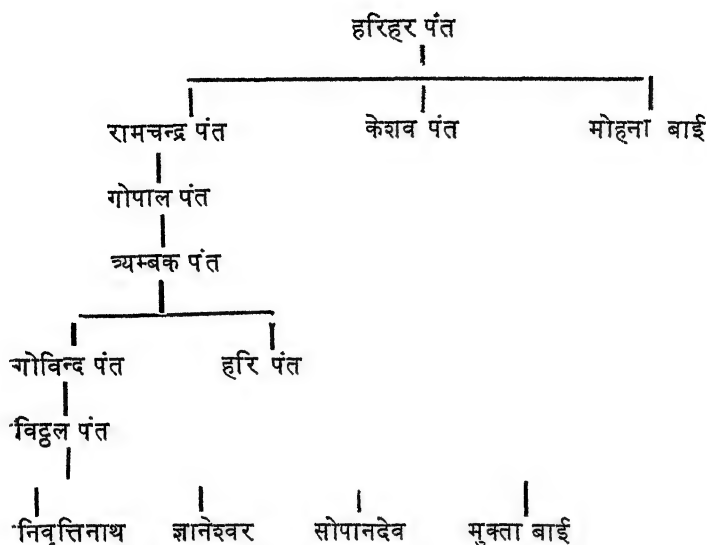 हरिहर पंत
रामचन्द्र पंत केशव पंत मोहना बाई
गोपाल पंत
त्र्यम्बक पंत
गोविन्द पंत हरि पंत
विट्ठल पंत
निवृत्तिनाथ ज्ञानेश्वर सोपानदेव मुक्ता बाई